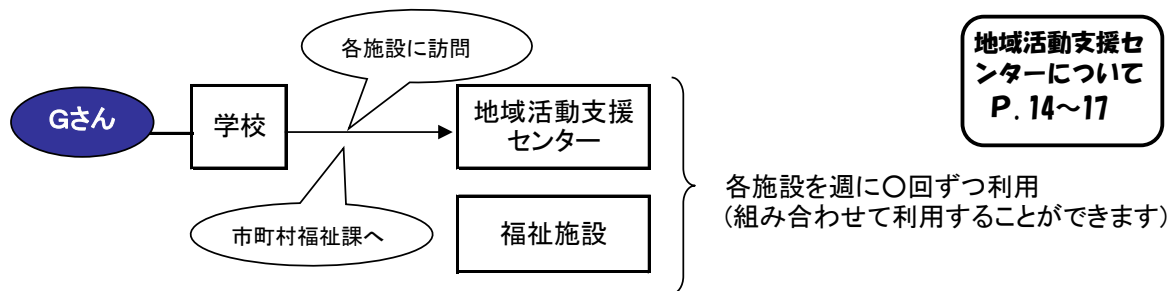 各施設に訪問
地域活動支援セ
ンターについて
P. 14～17
Gさん
学校
地域活動支援
センター
各施設を週に〇回ずつ利用
(組み合わせて利用することができます)
市町村福祉課へ
福祉施設